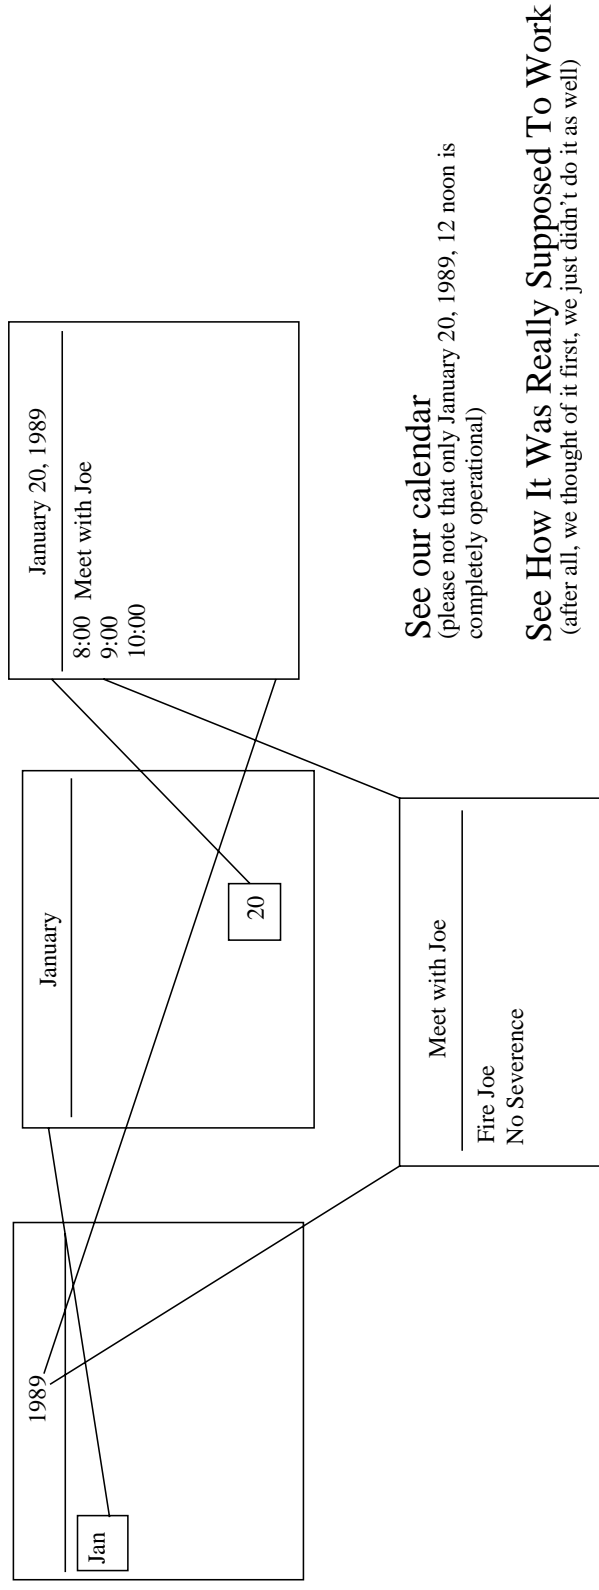 1989
Jan
January
20
January 20, 1989
8:00 Meet with Joe
9:00
10:00
Meet with Joe
Fire Joe
No Severence
See our calendar
(please note that only January 20, 1989, 12 noon is
completely operational)
See How It Was Really Supposed To Work
(after all, we thought of it first, we just didn't do it as well)